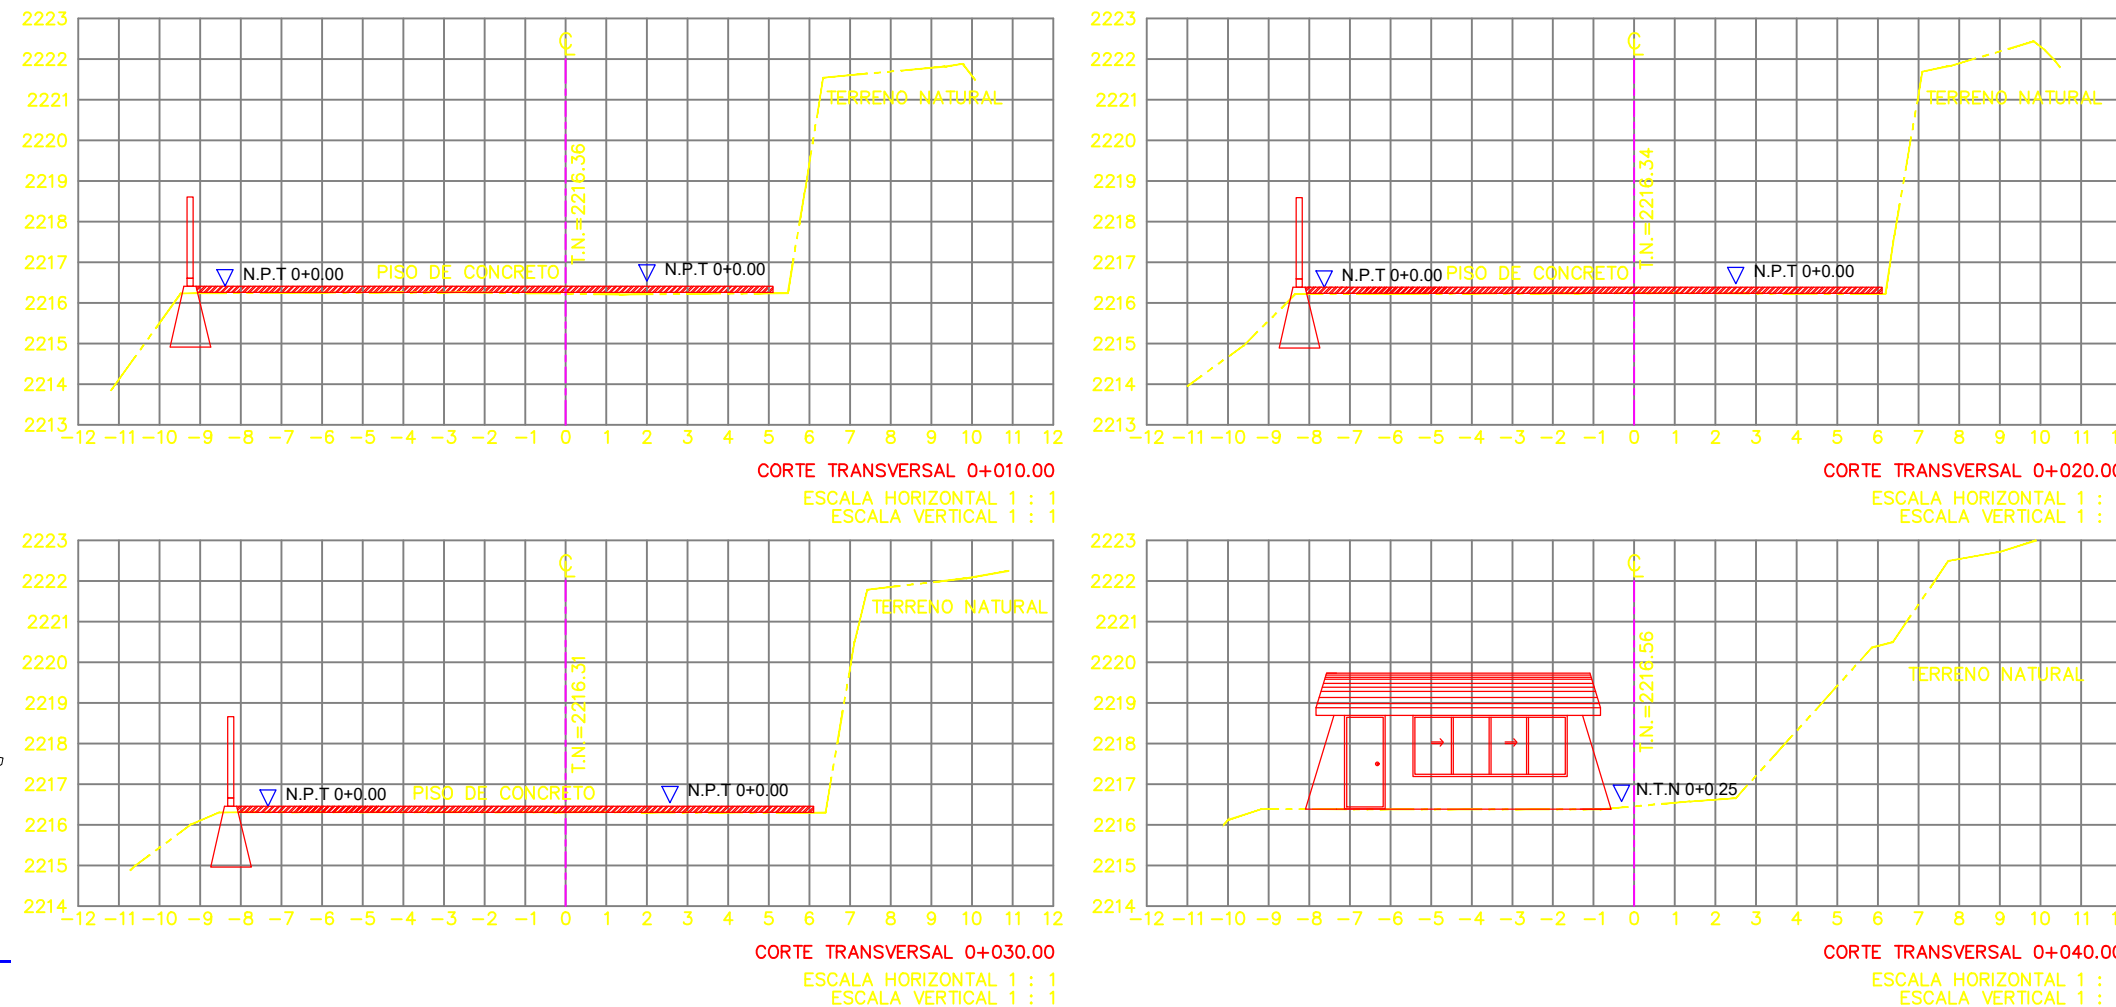 2223
2222
2221
2220
2219
2218
2217
2216
2215
2214
2213
-12 -11 -10 -9 -8 -7 -6 -5 -4 -3 -2 -1 0 1 2 3 4 5 6 7 8 9 10 11 12
℄
T.N.=2216.36
TERRENO NATURAL
N.P.T 0+0.00
PISO DE CONCRETO
N.P.T 0+0.00
CORTE TRANSVERSAL 0+010.00
ESCALA HORIZONTAL 1 : 1
ESCALA VERTICAL 1 : 1
2223
2222
2221
2220
2219
2218
2217
2216
2215
2214
2213
-12 -11 -10 -9 -8 -7 -6 -5 -4 -3 -2 -1 0 1 2 3 4 5 6 7 8 9 10 11
℄
T.N.=2216.34
TERRENO NATURAL
N.P.T 0+0.00
PISO DE CONCRETO
N.P.T 0+0.00
CORTE TRANSVERSAL 0+020.00
ESCALA HORIZONTAL 1 :
ESCALA VERTICAL 1 :
2223
2222
2221
2220
2219
2218
2217
2216
2215
2214
-12 -11 -10 -9 -8 -7 -6 -5 -4 -3 -2 -1 0 1 2 3 4 5 6 7 8 9 10 11 12
℄
T.N.=2216.31
TERRENO NATURAL
N.P.T 0+0.00
PISO DE CONCRETO
N.P.T 0+0.00
CORTE TRANSVERSAL 0+030.00
ESCALA HORIZONTAL 1 : 1
ESCALA VERTICAL 1 : 1
2223
2222
2221
2220
2219
2218
2217
2216
2215
2214
-12 -11 -10 -9 -8 -7 -6 -5 -4 -3 -2 -1 0 1 2 3 4 5 6 7 8 9 10 11
℄
T.N.=2216.56
TERRENO NATURAL
N.T.N 0+0.25
CORTE TRANSVERSAL 0+040.00
ESCALA HORIZONTAL 1 :
ESCALA VERTICAL 1 :